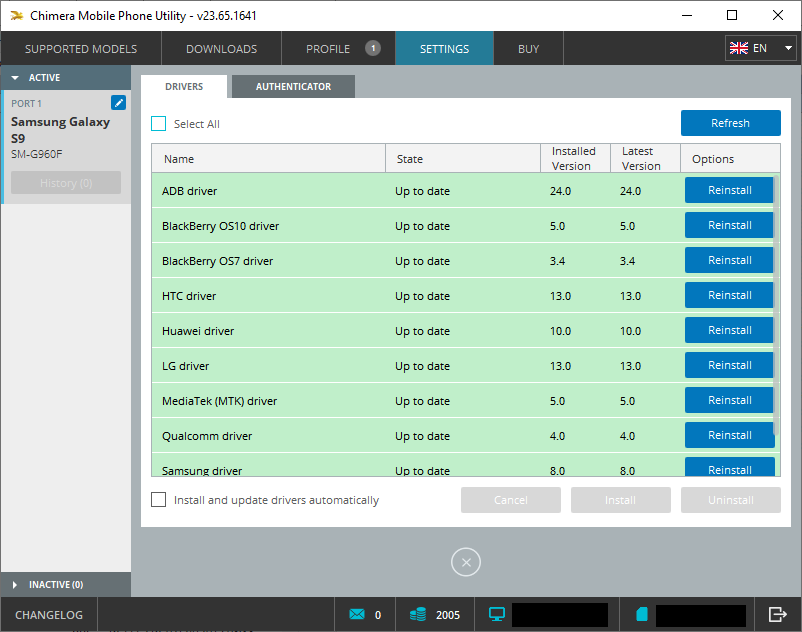 Chimera Mobile Phone Utility - v23.65.1641
SUPPORTED MODELS DOWNLOADS PROFILE 1 SETTINGS BUY EN
ACTIVE
PORT 1
Samsung Galaxy
S9
SM-G960F
History (0)
DRIVERS AUTHENTICATOR
Select All Refresh
Name State Installed Version Latest Version Options
ADB driver Up to date 24.0 24.0 Reinstall
BlackBerry OS10 driver Up to date 5.0 5.0 Reinstall
BlackBerry OS7 driver Up to date 3.4 3.4 Reinstall
HTC driver Up to date 13.0 13.0 Reinstall
Huawei driver Up to date 10.0 10.0 Reinstall
LG driver Up to date 13.0 13.0 Reinstall
MediaTek (MTK) driver Up to date 5.0 5.0 Reinstall
Qualcomm driver Up to date 4.0 4.0 Reinstall
Samsung driver Up to date 8.0 8.0 Reinstall
Install and update drivers automatically Cancel Install Uninstall
INACTIVE (0)
CHANGELOG 0 2005